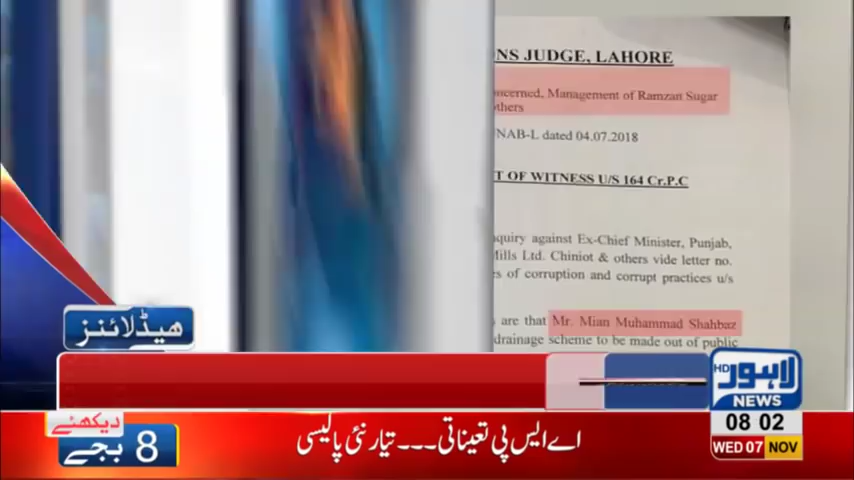 NS JUDGE, LAHORE
ncerned, Management of Ramzan Sugar
thers
NAB-L dated 04.07.2018
T OF WITNESS U/S 164 Cr.P.C
quiry against Ex-Chief Minister, Punjab,
Mills Ltd. Chiniot & others vide letter no.
s of corruption and corrupt practices u/s
are that Mr. Mian Muhammad Shahbaz
drainage scheme to be made out of public
ہیڈلائنز
HD لاہور
NEWS
08 02
WED 07 NOV
دیکھئے
8 بجے
اے ایس پی تعیناتی۔۔۔تیار نئی پالیسی